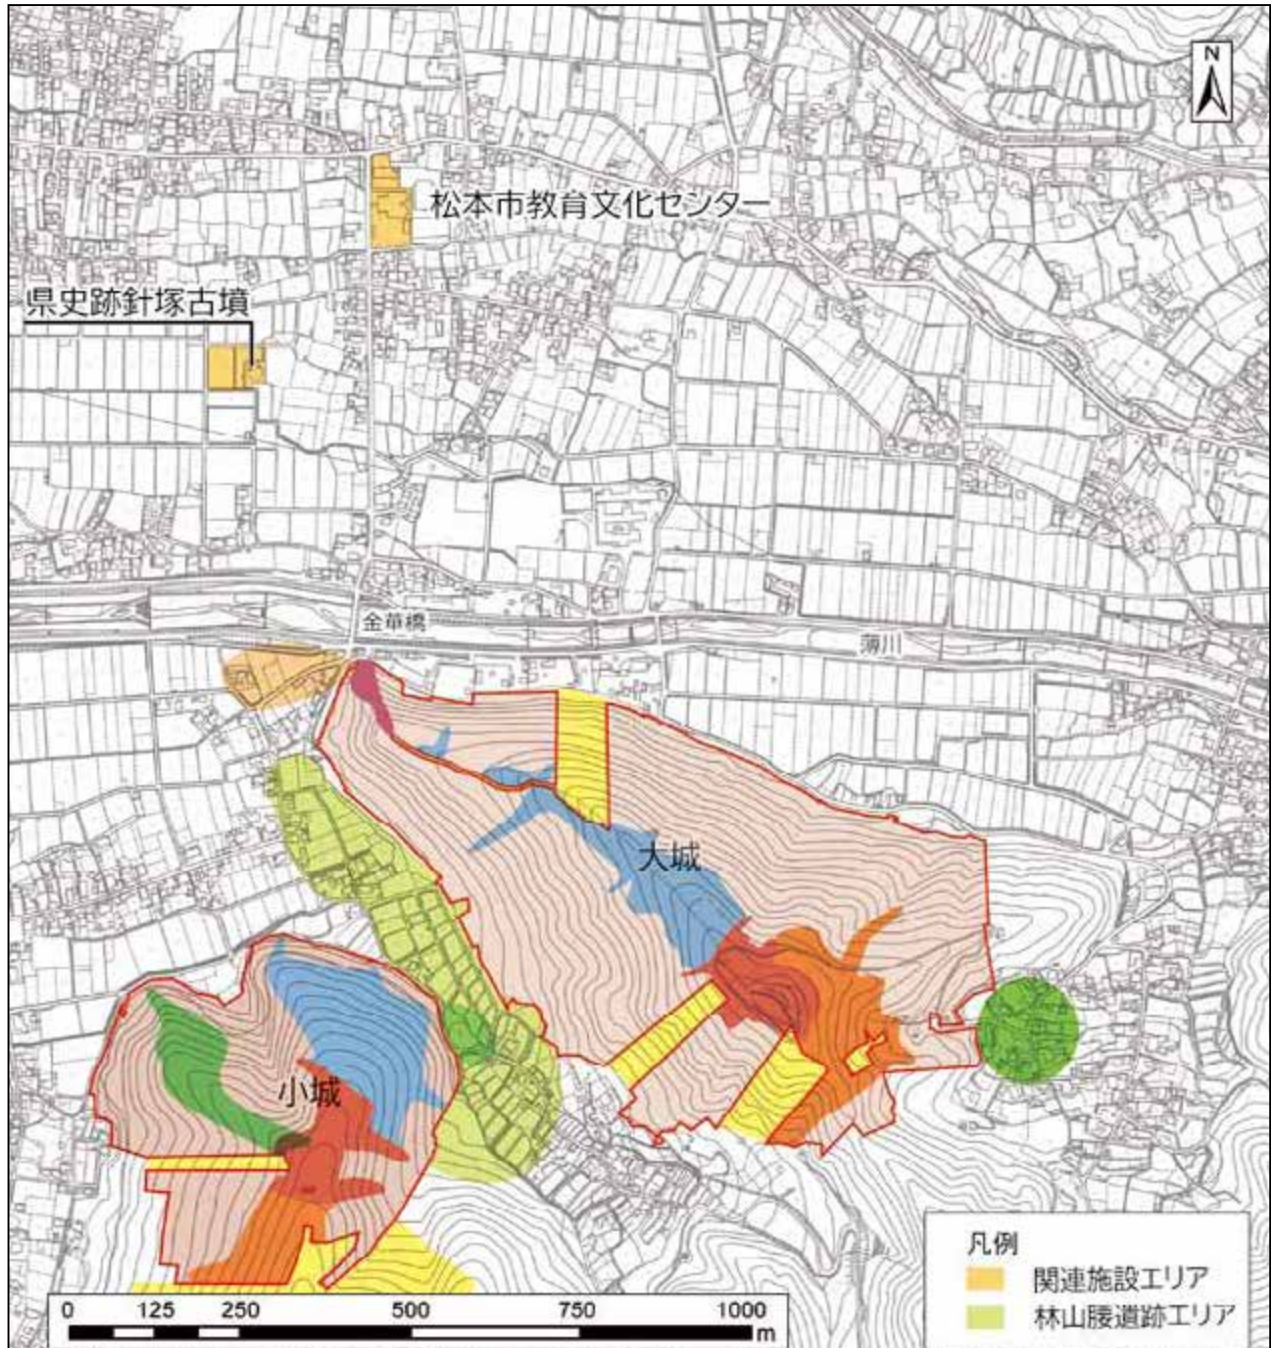 N
松本市教育文化センター
県史跡針塚古墳
金華橋
薄川
大城
小城
凡例
関連施設エリア
林山腰遺跡エリア
0 125 250 500 750 1000
m